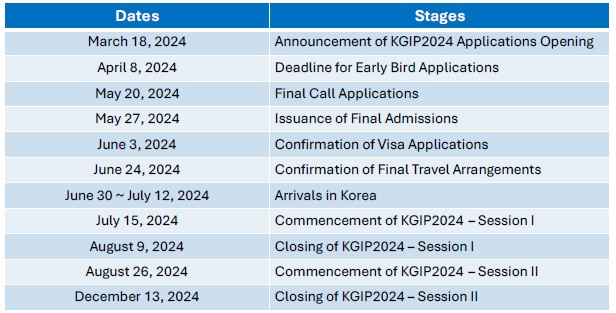 Dates Stages
March 18, 2024 Announcement of KGIP2024 Applications Opening
April 8, 2024 Deadline for Early Bird Applications
May 20, 2024 Final Call Applications
May 27, 2024 Issuance of Final Admissions
June 3, 2024 Confirmation of Visa Applications
June 24, 2024 Confirmation of Final Travel Arrangements
June 30 ~ July 12, 2024 Arrivals in Korea
July 15, 2024 Commencement of KGIP2024 – Session I
August 9, 2024 Closing of KGIP2024 – Session I
August 26, 2024 Commencement of KGIP2024 – Session II
December 13, 2024 Closing of KGIP2024 – Session II